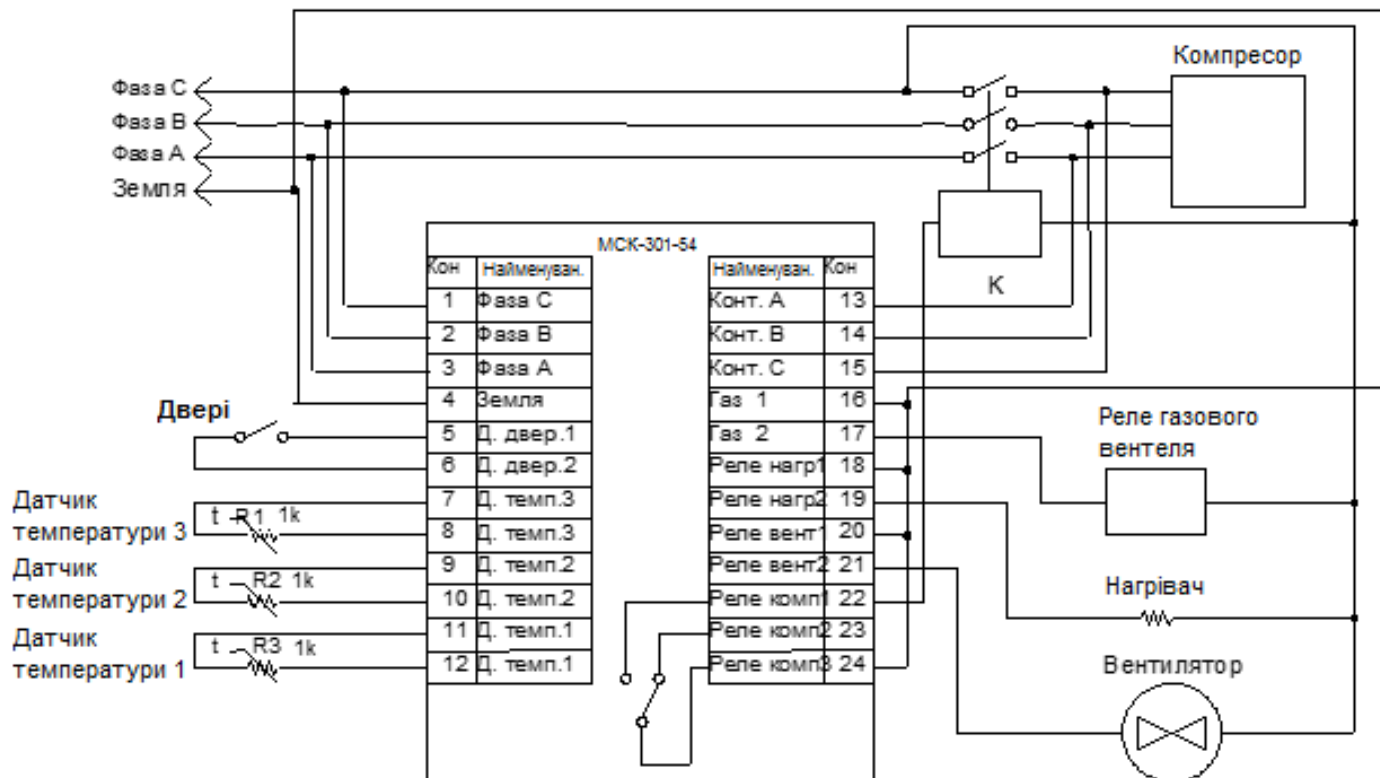 Компресор
Фаза С
Фаза В
Фаза А
Земля
МСК-301-54
Кон Найменуван. Найменуван. Кон
К
1 Фаза С Конт. А 13
2 Фаза В Конт. В 14
3 Фаза А Конт. С 15
4 Земля Газ 1 16
Двері
5 Д. двер.1 Газ 2 17
Реле газового
вентеля
6 Д. двер.2 Реле нагр1 18
7 Д. темп.3 Реле нагр2 19
Датчик
температури 3
t R1 1k
8 Д. темп.3 Реле вент1 20
9 Д. темп.2 Реле вент2 21
Датчик
температури 2
t R2 1k
10 Д. темп.2 Реле комп1 22
Нагрівач
11 Д. темп.1 Реле комп2 23
Датчик
температури 1
t R3 1k
12 Д. темп.1 Реле комп3 24
Вентилятор